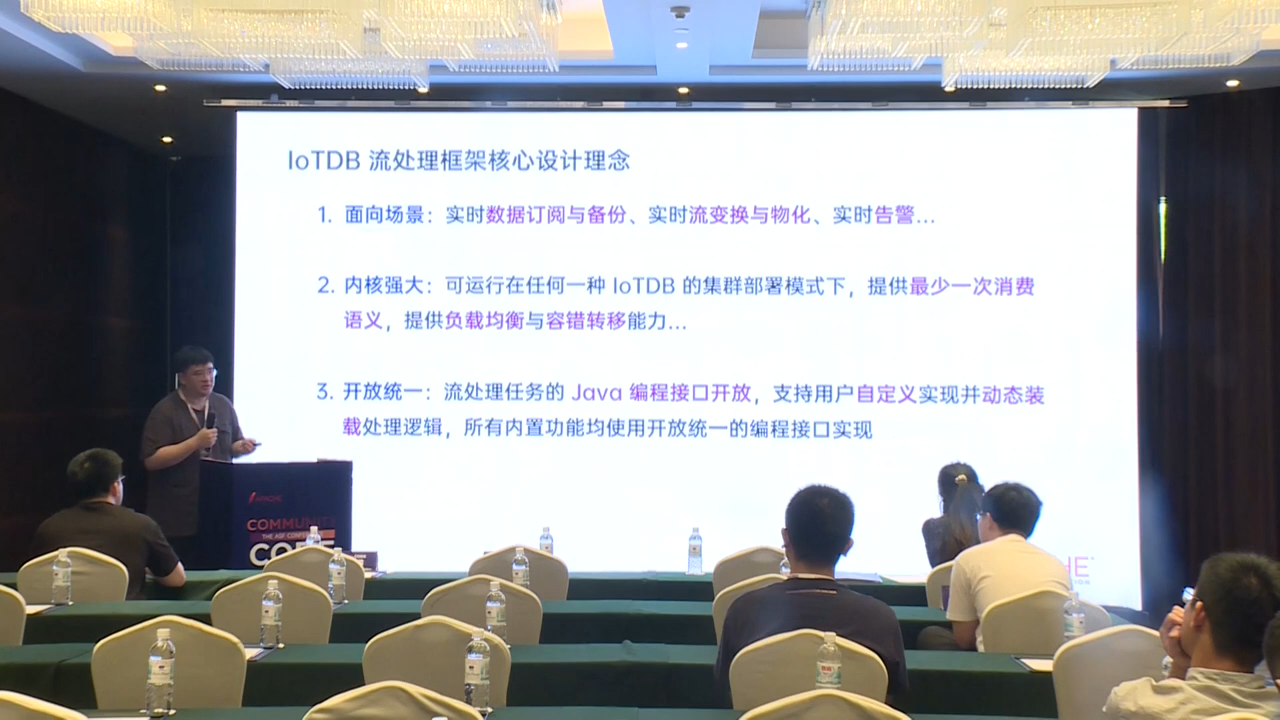 IoTDB 流处理框架核心设计理念
1. 面向场景：实时数据订阅与备份、实时流变换与物化、实时告警...
2. 内核强大：可运行在任何一种 IoTDB 的集群部署模式下，提供最少一次消费
语义，提供负载均衡与容错转移能力...
3. 开放统一：流处理任务的 Java 编程接口开放，支持用户自定义实现并动态装
载处理逻辑，所有内置功能均使用开放统一的编程接口实现
APACHE
COMMUNITY
THE ASF CONFERENCE
CODE
HE